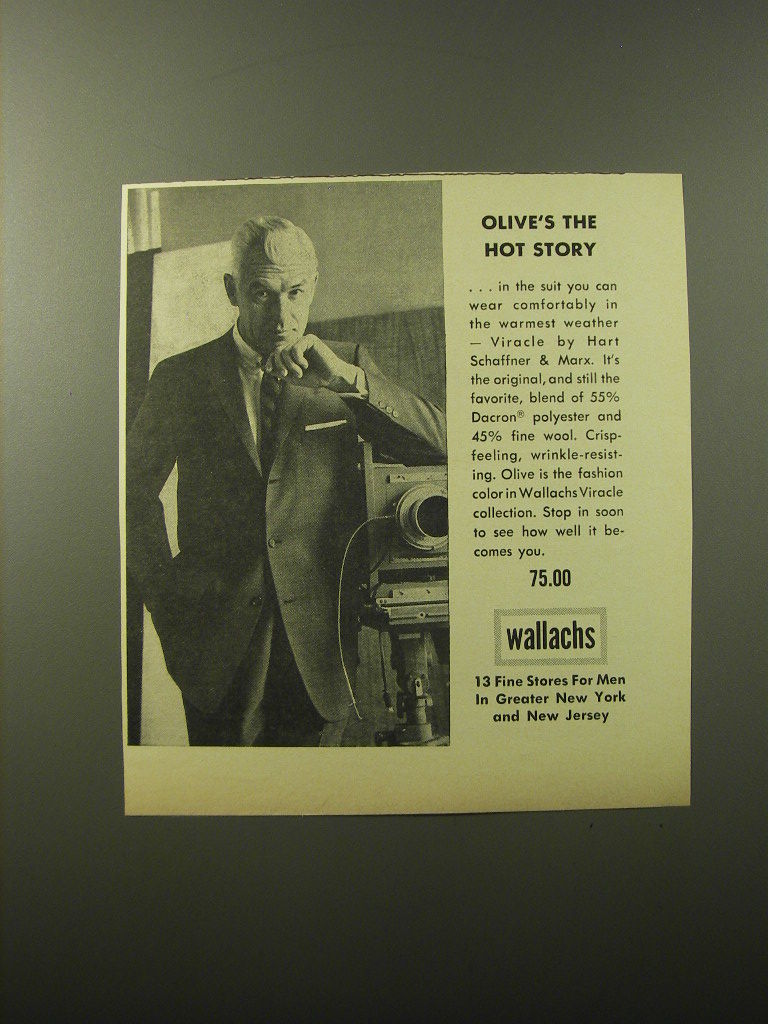 OLIVE'S THE
HOT STORY
. . . in the suit you can
wear comfortably in
the warmest weather
— Viracle by Hart
Schaffner & Marx. It's
the original, and still the
favorite, blend of 55%
Dacron® polyester and
45% fine wool. Crisp-
feeling, wrinkle-resist-
ing. Olive is the fashion
color in Wallachs Viracle
collection. Stop in soon
to see how well it be-
comes you.
75.00
wallachs
13 Fine Stores For Men
In Greater New York
and New Jersey